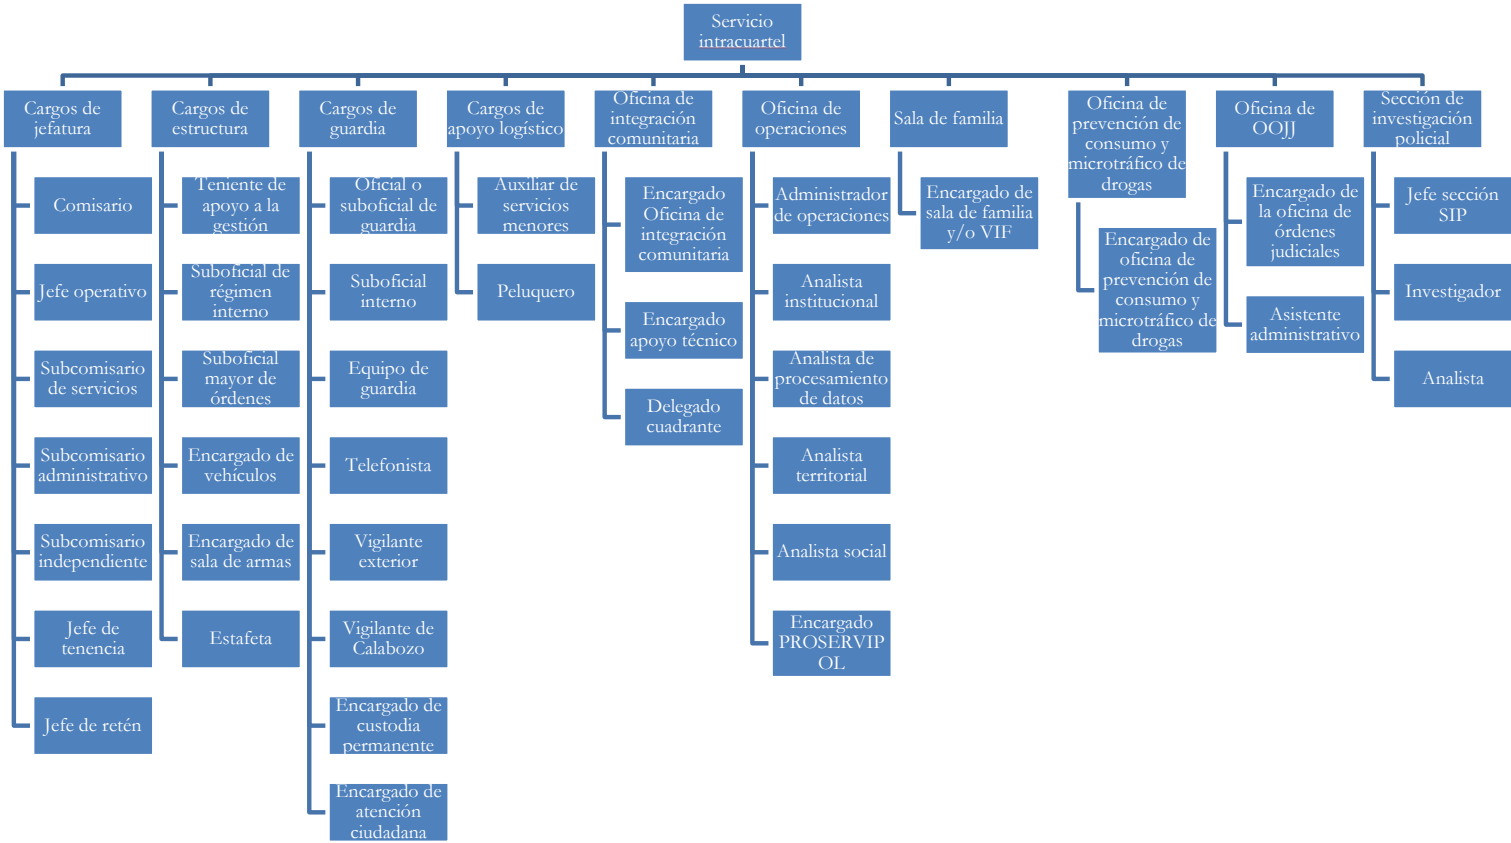 Servicio
intracuartel
Cargos de
jefatura
Comisario
Jefe operativo
Subcomisario
de servicios
Subcomisario
administrativo
Subcomisario
independiente
Jefe de
tenencia
Jefe de retén
Cargos de
estructura
Teniente de
apoyo a la
gestión
Suboficial de
régimen
interno
Suboficial
mayor de
órdenes
Encargado de
vehículos
Encargado de
sala de armas
Estafeta
Cargos de
guardia
Oficial o
suboficial de
guardia
Suboficial
interno
Equipo de
guardia
Telefonista
Vigilante
exterior
Vigilante de
Calabozo
Encargado de
custodia
permanente
Encargado de
atención
ciudadana
Cargos de
apoyo logístico
Auxiliar de
servicios
menores
Peluquero
Oficina de
integración
comunitaria
Encargado
Oficina de
integración
comunitaria
Encargado
apoyo técnico
Delegado
cuadrante
Oficina de
operaciones
Administrador
de operaciones
Analista
institucional
Analista de
procesamiento
de datos
Analista
territorial
Analista social
Encargado
PROSERVIP
OL
Sala de familia
Encargado de
sala de familia
y/o VIF
Oficina de
prevención de
consumo y
microtráfico de
drogas
Encargado de
oficina de
prevención de
consumo y
microtráfico de
drogas
Oficina de
OOJJ
Encargado de
la oficina de
órdenes
judiciales
Asistente
administrativo
Sección de
investigación
policial
Jefe sección
SIP
Investigador
Analista